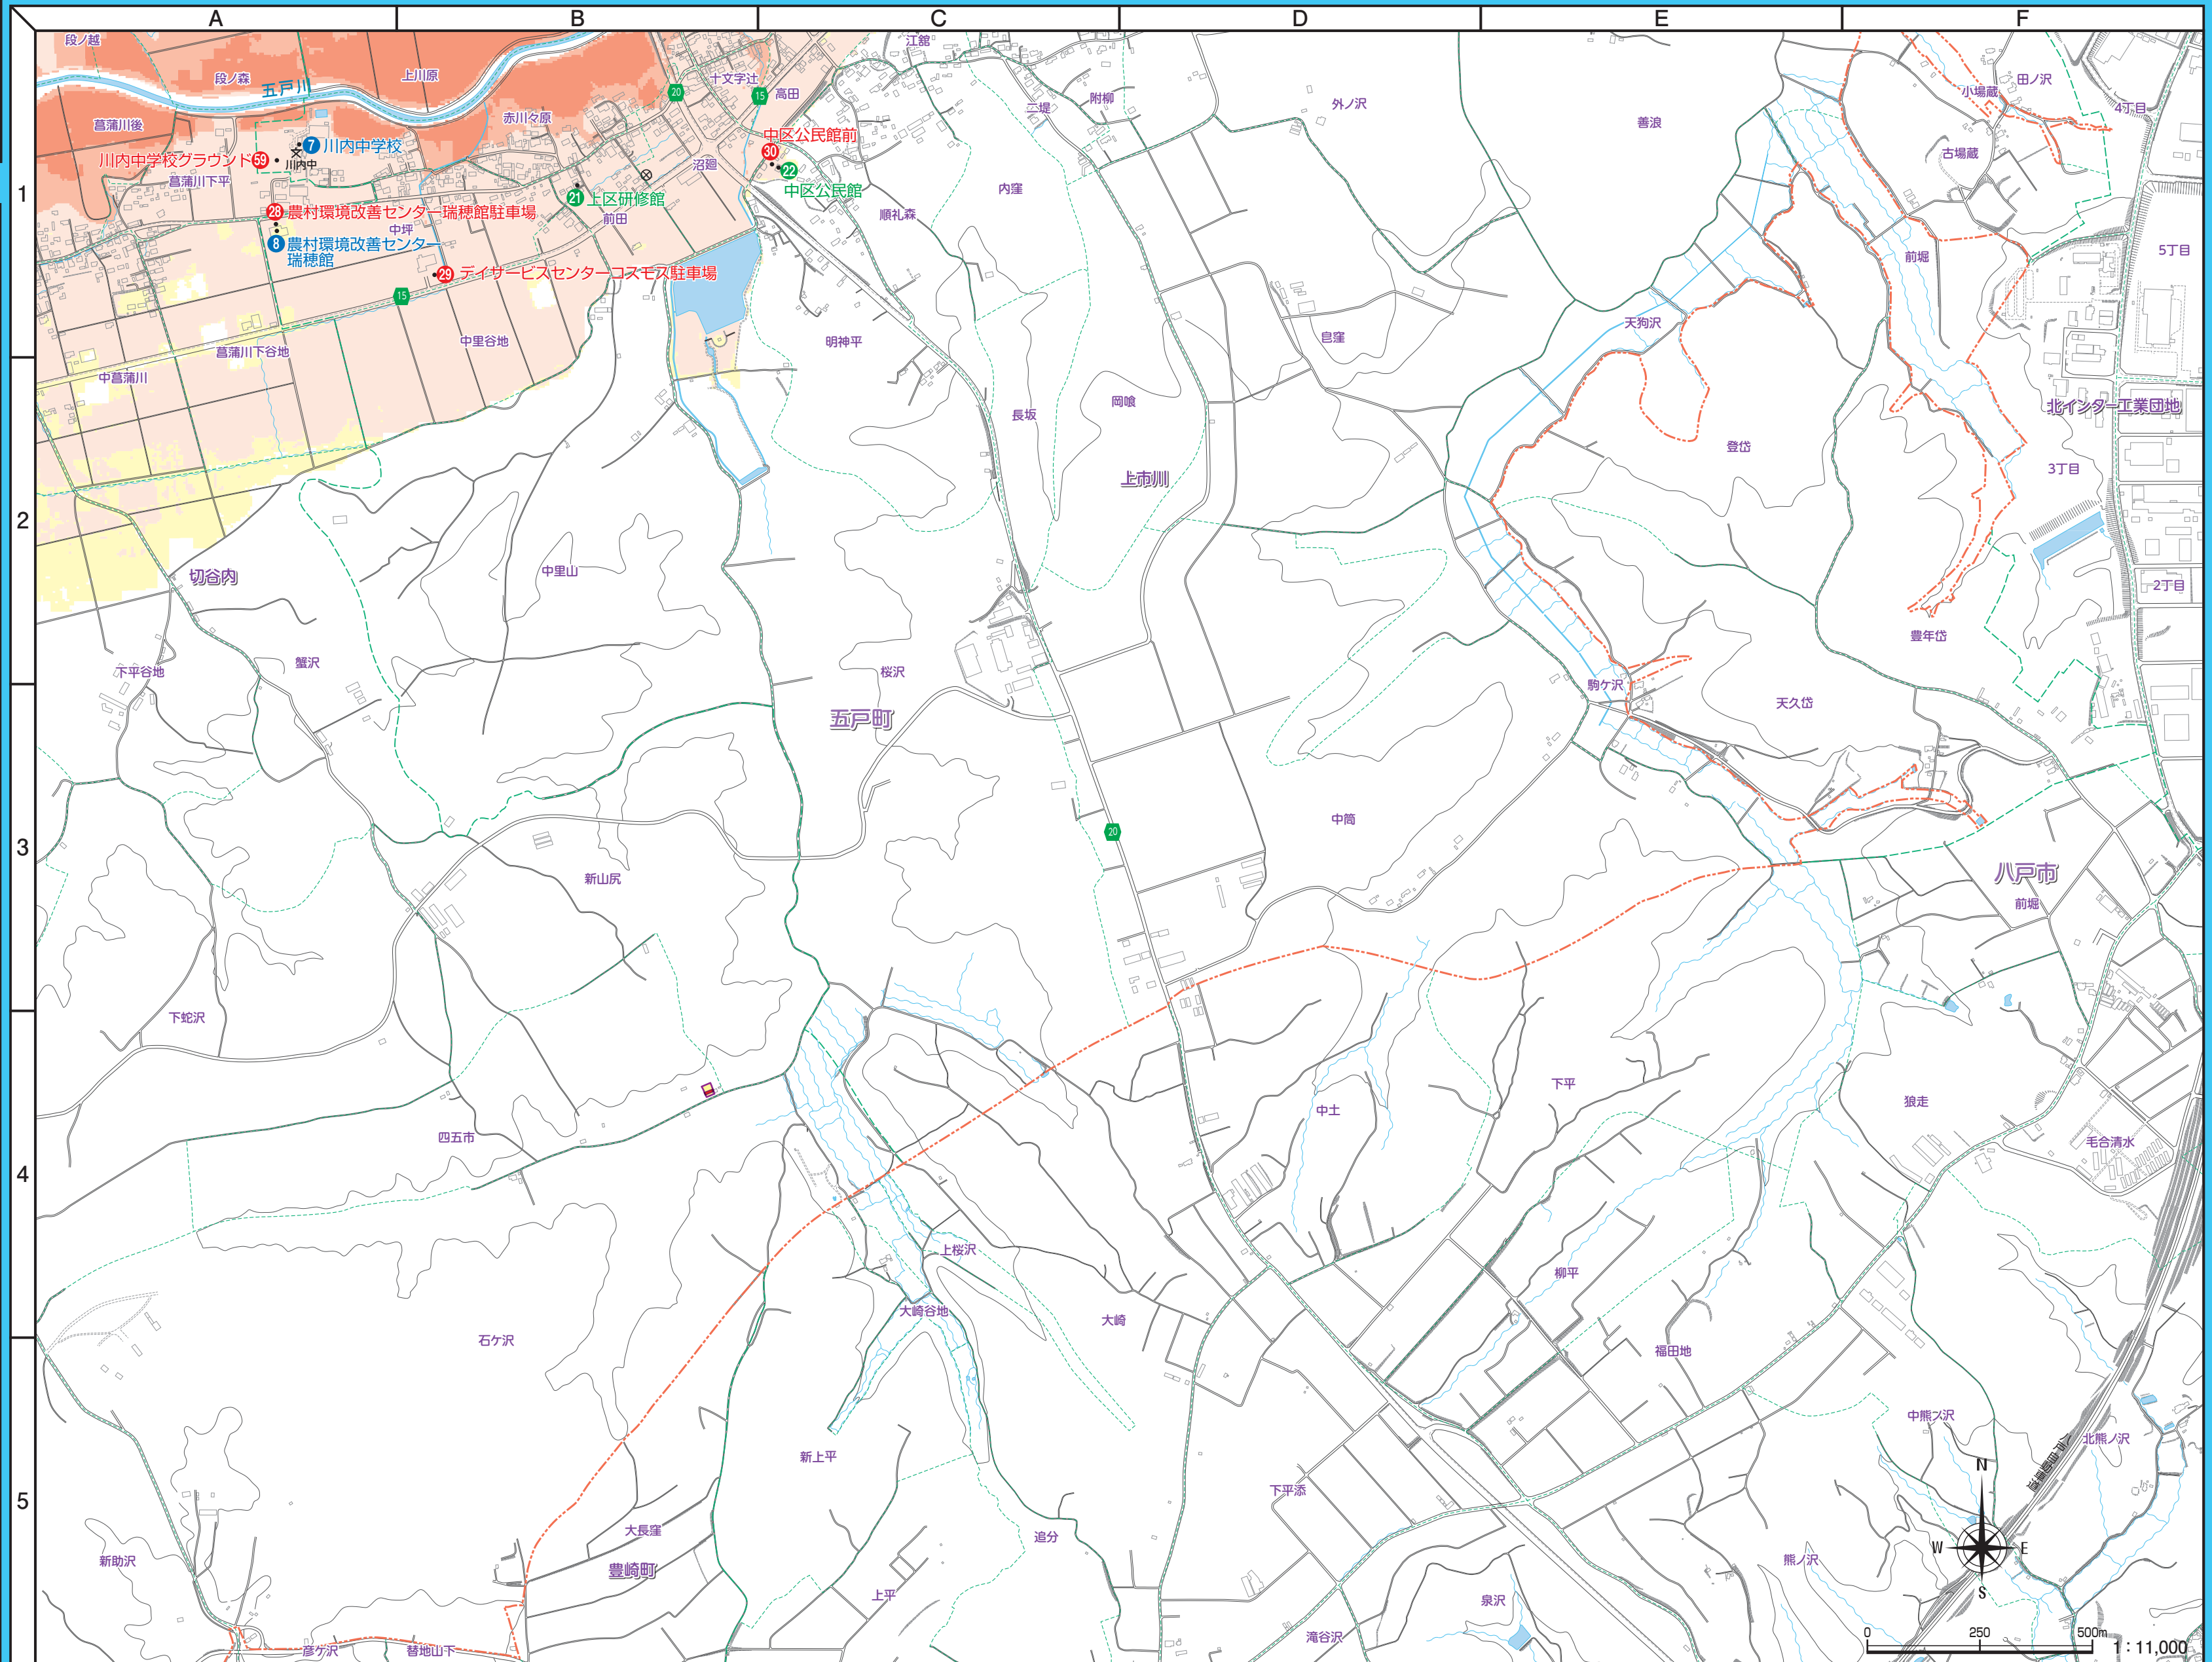 A
B
C
D
E
F
1
2
3
4
5
段ノ越
段ノ森
五戸川
上川原
十文字辻
江舘
二堤
附柳
外ノ沢
善浪
小場蔵
田ノ沢
4丁目
20
15
高田
菖蒲川後
赤川々原
7 川内中学校
川内中学校グラウンド 59
川内中
菖蒲川下平
沼廻
中区公民館前
30
22
中区公民館
21 上区研修館
前田
内窪
順礼森
古場蔵
28 農村環境改善センター瑞穂館駐車場
中坪
8 農村環境改善センター
瑞穂館
29 デイサービスセンターコスモス駐車場
15
前堀
5丁目
菖蒲川下谷地
中里谷地
明神平
皀窪
天狗沢
中菖蒲川
長坂
岡喰
北インター工業団地
登岱
上市川
3丁目
切谷内
中里山
2丁目
豊年岱
下平谷地
蟹沢
桜沢
駒ケ沢
天久岱
五戸町
中筒
20
新山尻
八戸市
前堀
下蛇沢
下平
中土
狼走
四五市
毛合清水
上桜沢
柳平
大崎谷地
大崎
石ケ沢
福田地
中熊ノ沢
北熊ノ沢
新上平
下平添
八戸自動車道
大長窪
追分
新助沢
豊崎町
熊ノ沢
上平
泉沢
滝谷沢
彦ケ沢
替地山下
N
W
E
S
0 250 500m
1：11,000